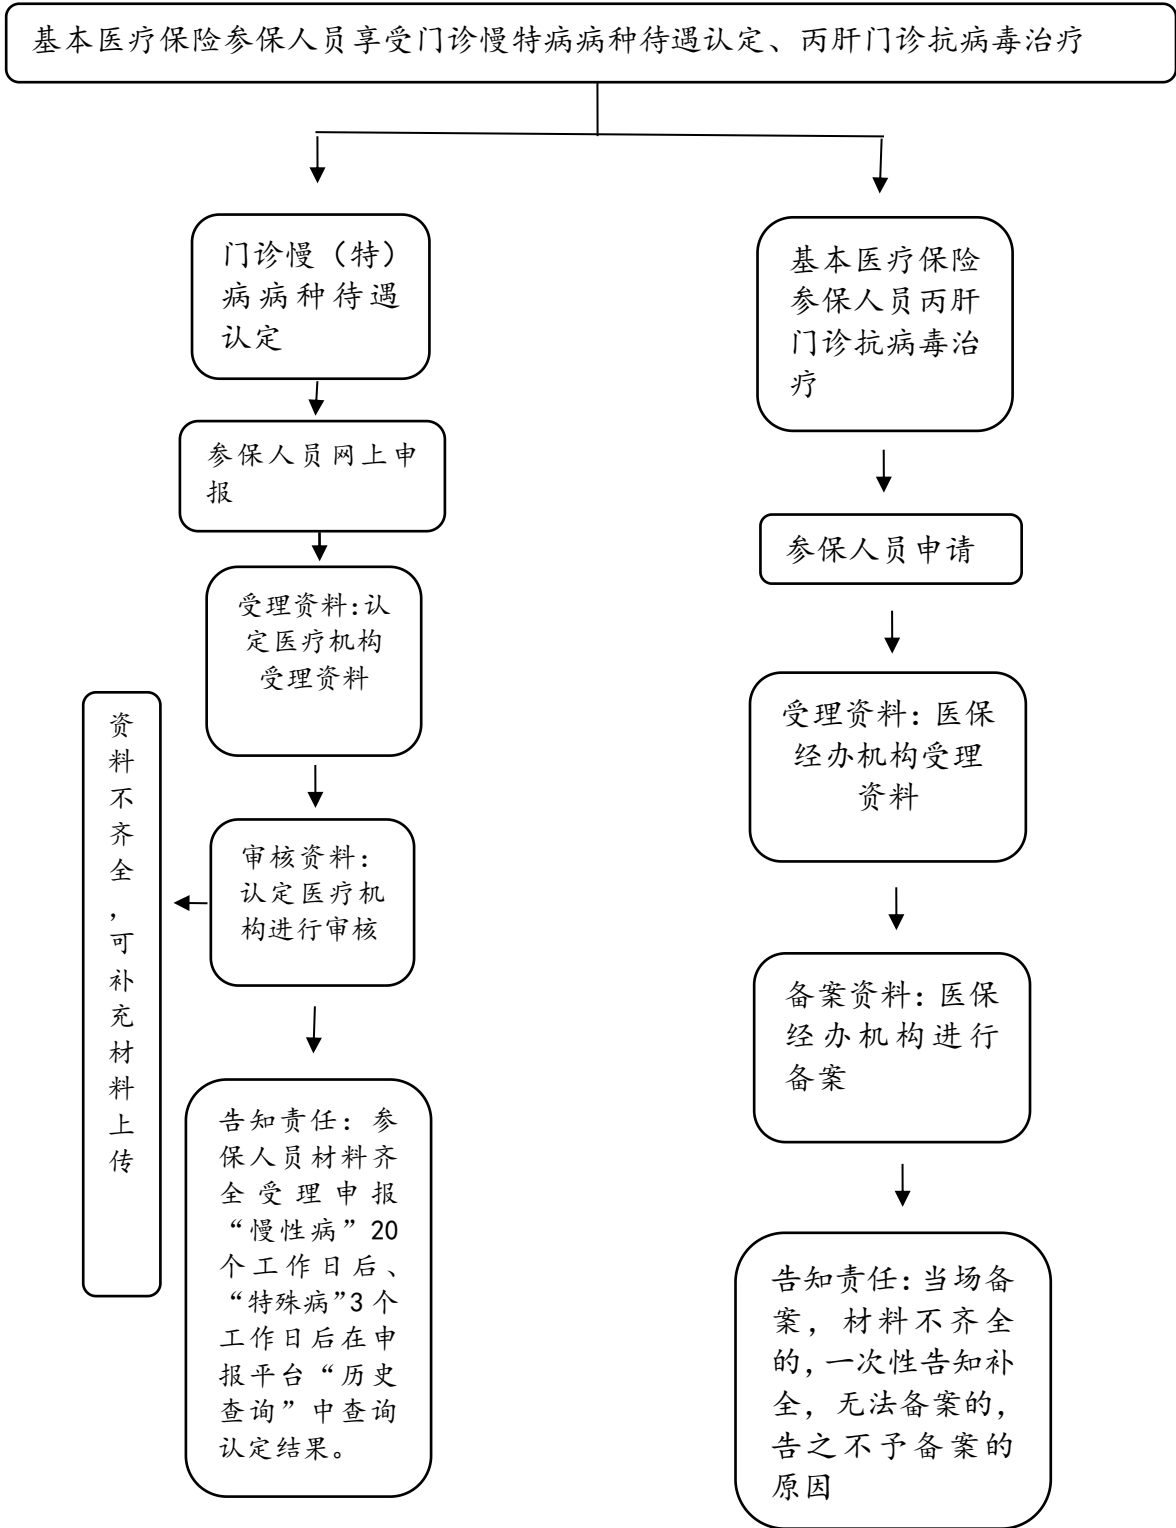 基本医疗保险参保人员享受门诊慢特病病种待遇认定、丙肝门诊抗病毒治疗
门诊慢（特）
病病种待遇
认定
参保人员网上申
报
受理资料:认
定医疗机构
受理资料
审核资料：
认定医疗机
构进行审核
资
料
不
齐
全
，
可
补
充
材
料
上
传
告知责任：参
保人员材料齐
全受理申报
“慢性病”20
个工作日后、
“特殊病”3个
工作日后在申
报平台“历史
查询”中查询
认定结果。
基本医疗保险
参保人员丙肝
门诊抗病毒治
疗
参保人员申请
受理资料：医保
经办机构受理
资料
备案资料：医保
经办机构进行
备案
告知责任：当场备
案，材料不齐全
的，一次性告知补
全，无法备案的，
告之不予备案的
原因